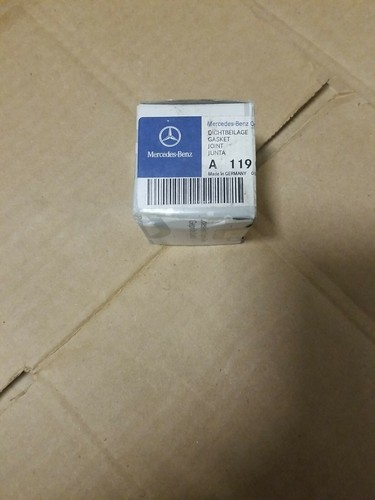 Mercedes-Benz
Mercedes-Benz
DICHTBEILAGE
GASKET
JOINT
JUNTA
A 119
Made in GERMANY